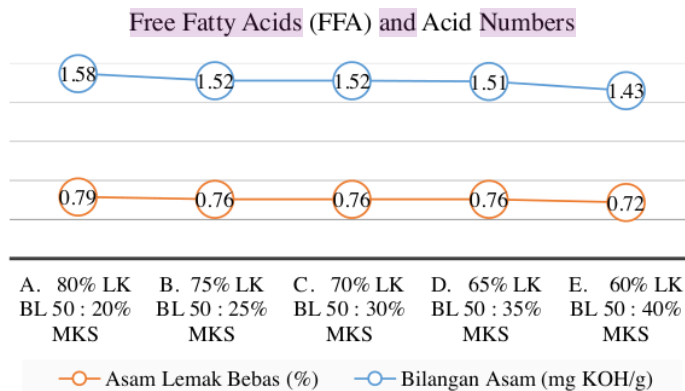 Free Fatty Acids (FFA) and Acid Numbers
1.58 1.52 1.52 1.51 1.43
0.79 0.76 0.76 0.76 0.72
A. 80% LK B. 75% LK C. 70% LK D. 65% LK E. 60% LK
BL 50 : 20% BL 50 : 25% BL 50 : 30% BL 50 : 35% BL 50 : 40%
MKS MKS MKS MKS MKS
Asam Lemak Bebas (%) Bilangan Asam (mg KOH/g)